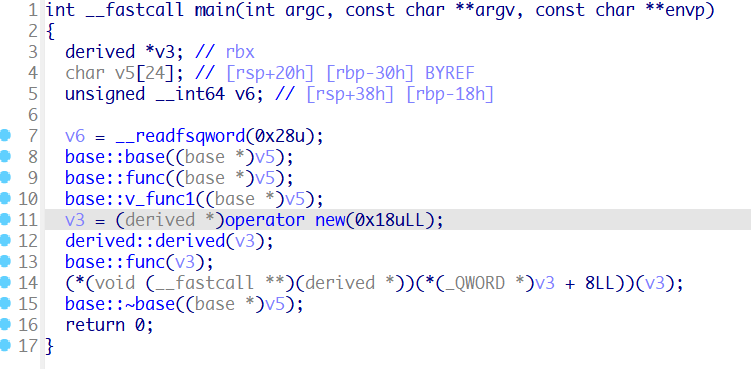 1 int __fastcall main(int argc, const char **argv, const char **envp)
2 {
3   derived *v3; // rbx
4   char v5[24]; // [rsp+20h] [rbp-30h] BYREF
5   unsigned __int64 v6; // [rsp+38h] [rbp-18h]
6
7   v6 = __readfsqword(0x28u);
8   base::base((base *)v5);
9   base::func((base *)v5);
10   base::v_func1((base *)v5);
11   v3 = (derived *)operator new(0x18uLL);
12   derived::derived(v3);
13   base::func(v3);
14   (*(void (__fastcall **)(derived *))(*(_QWORD *)v3 + 8LL))(v3);
15   base::~base((base *)v5);
16   return 0;
17 }